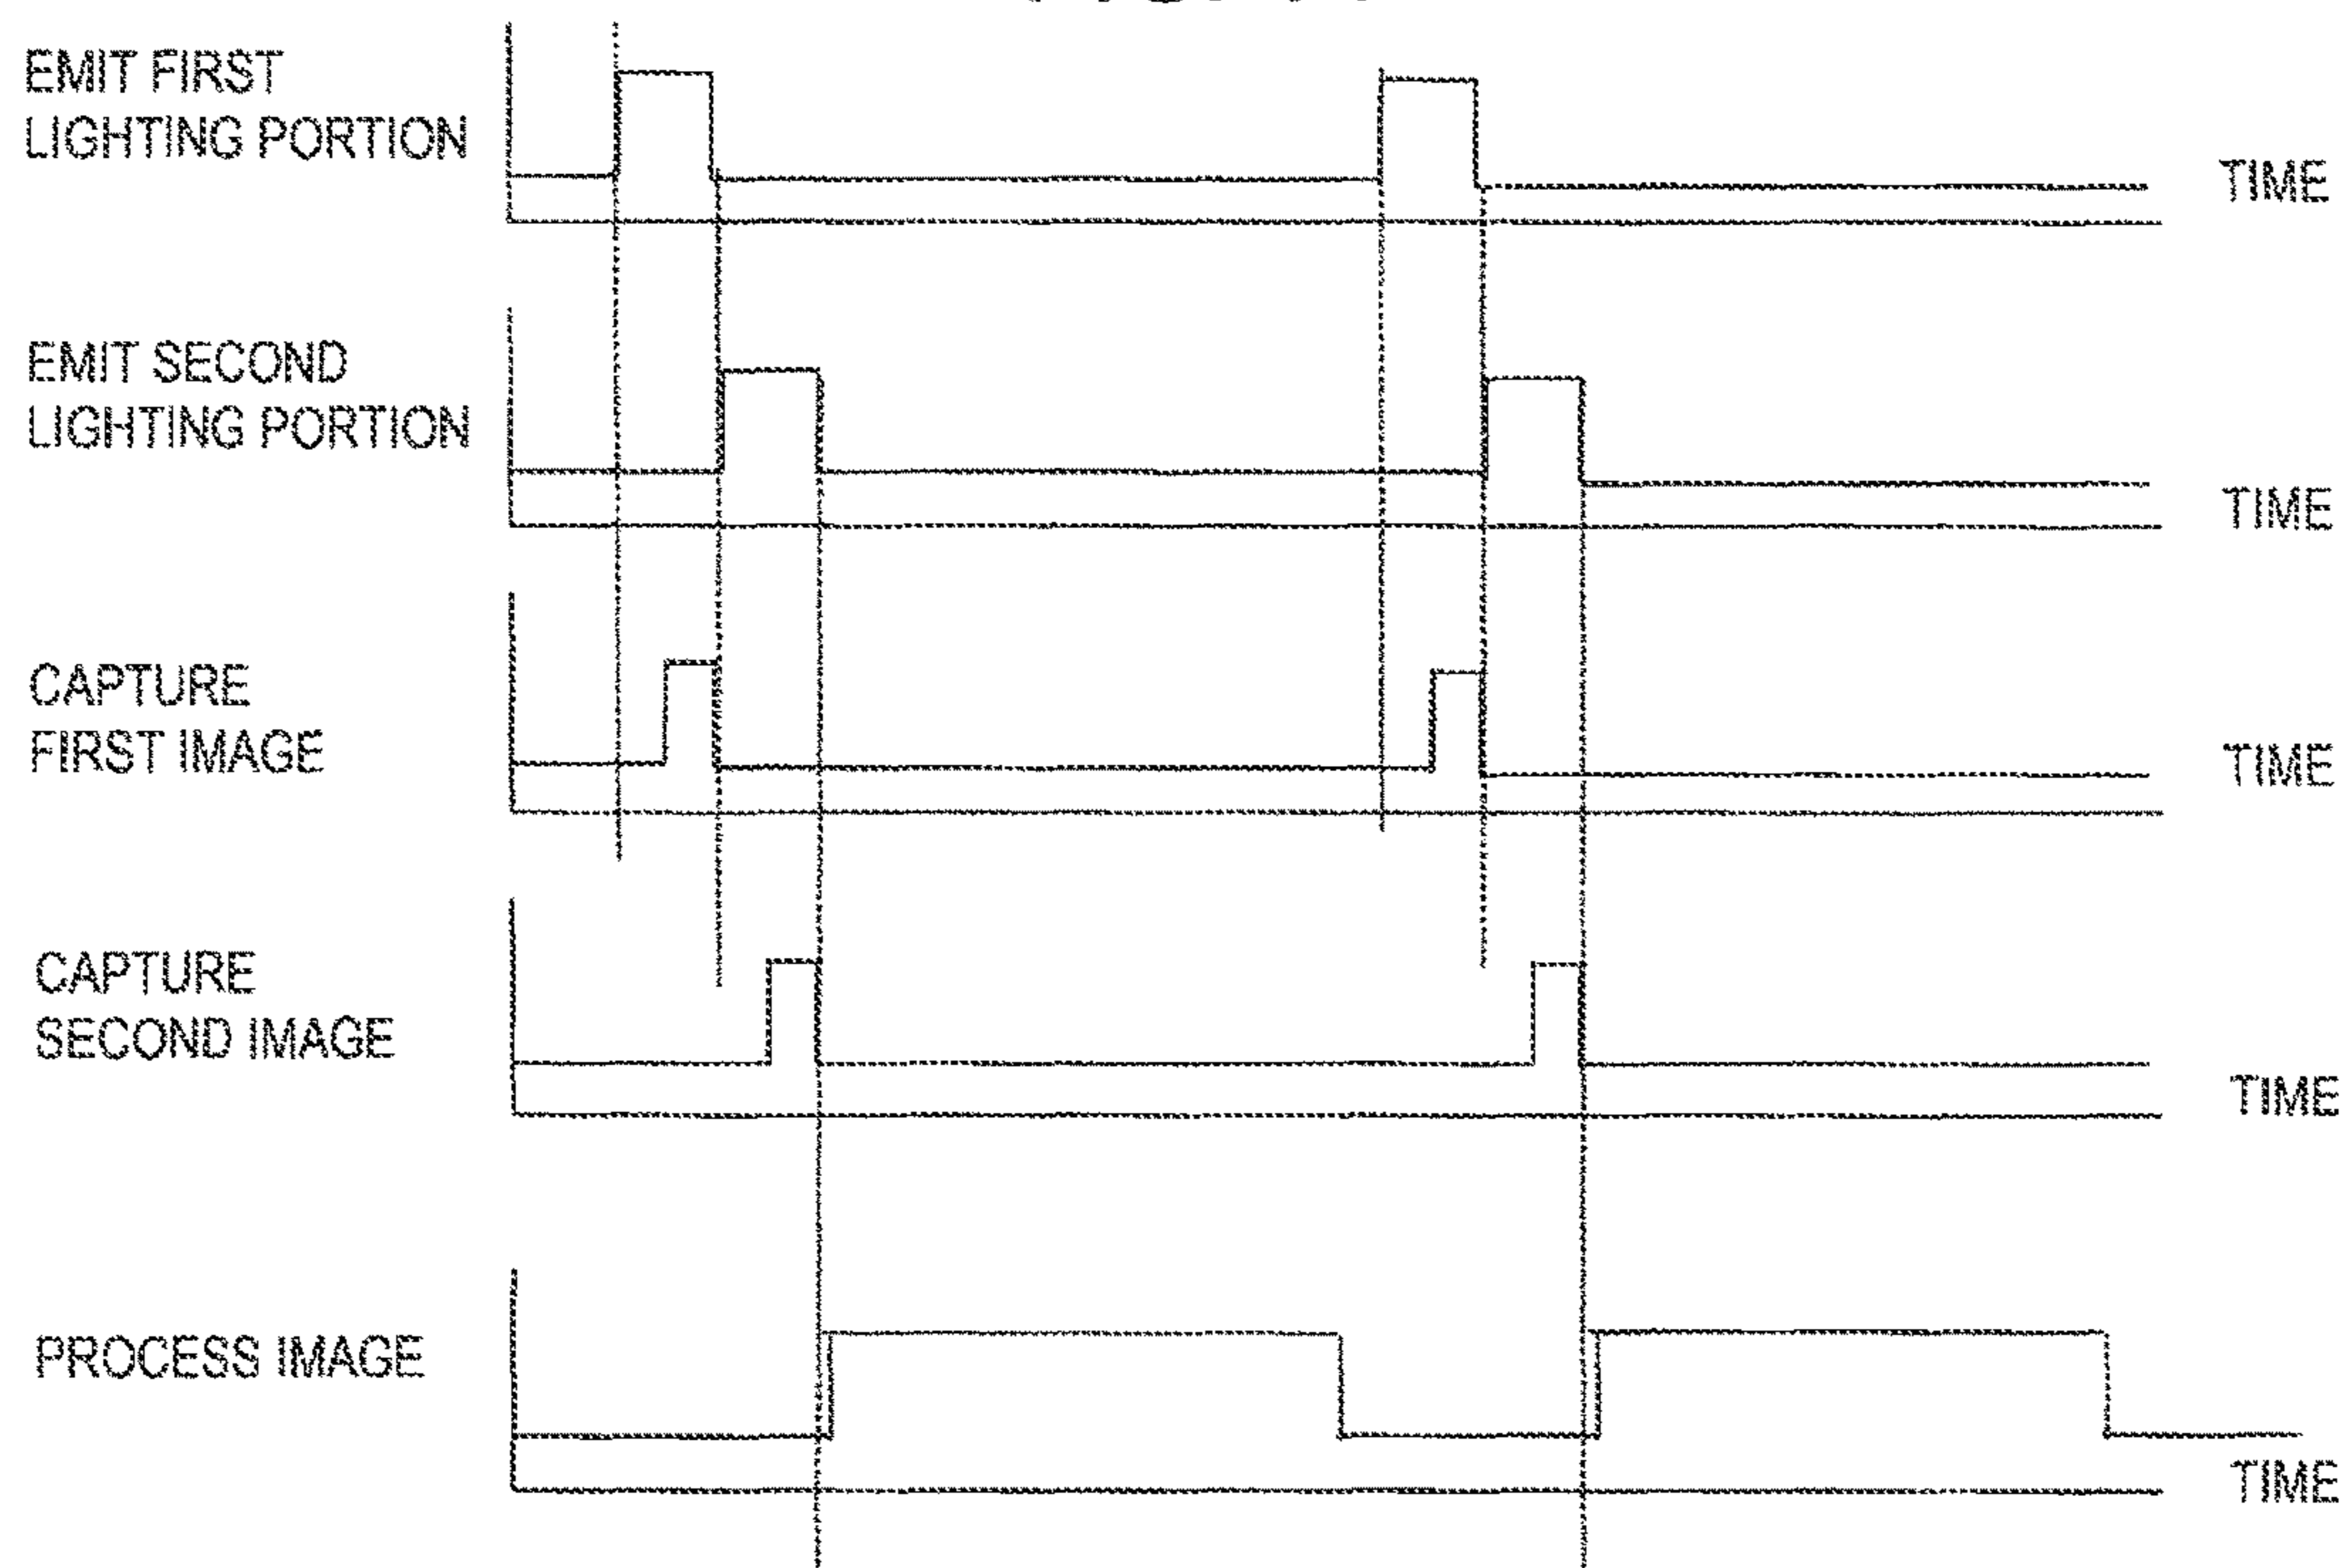 EMIT FIRST
LIGHTING PORTION
TIME
EMIT SECOND
LIGHTING PORTION
TIME
CAPTURE
FIRST IMAGE
TIME
CAPTURE
SECOND IMAGE
TIME
PROCESS IMAGE
TIME